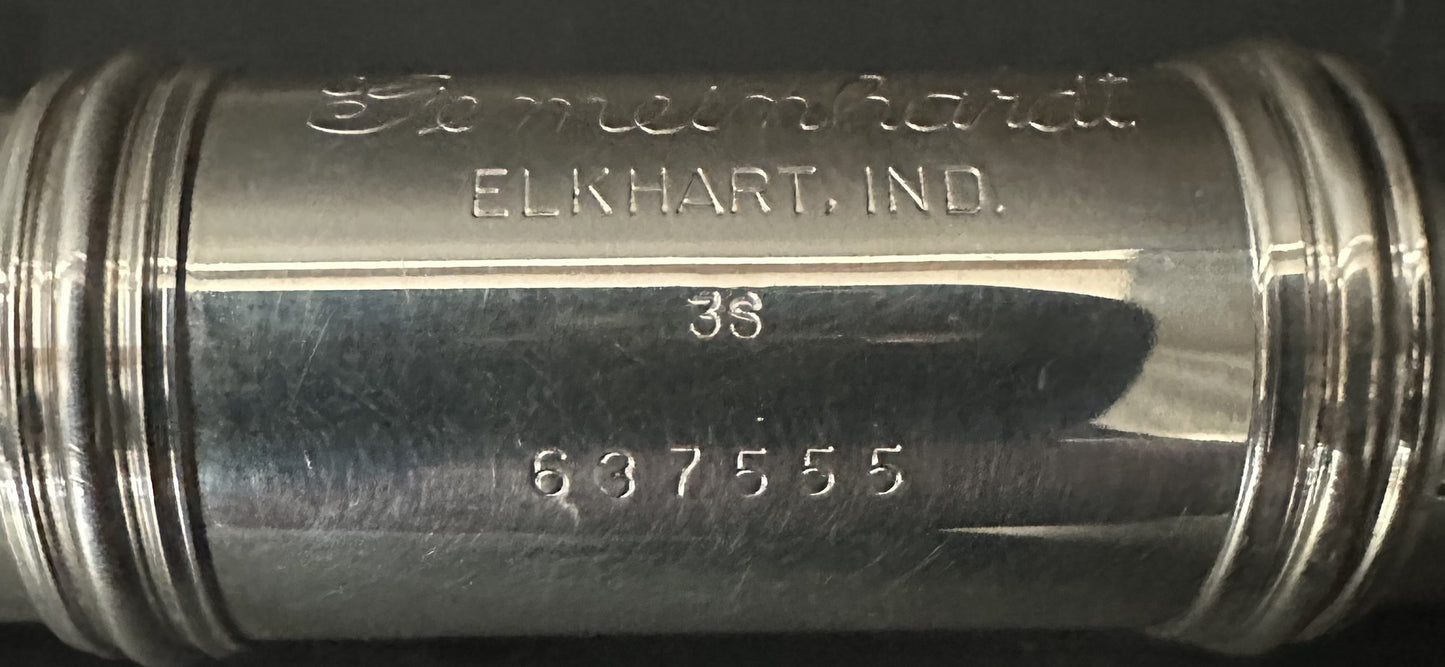 Gemeinhardt
ELKHART, IND.
3S
637555